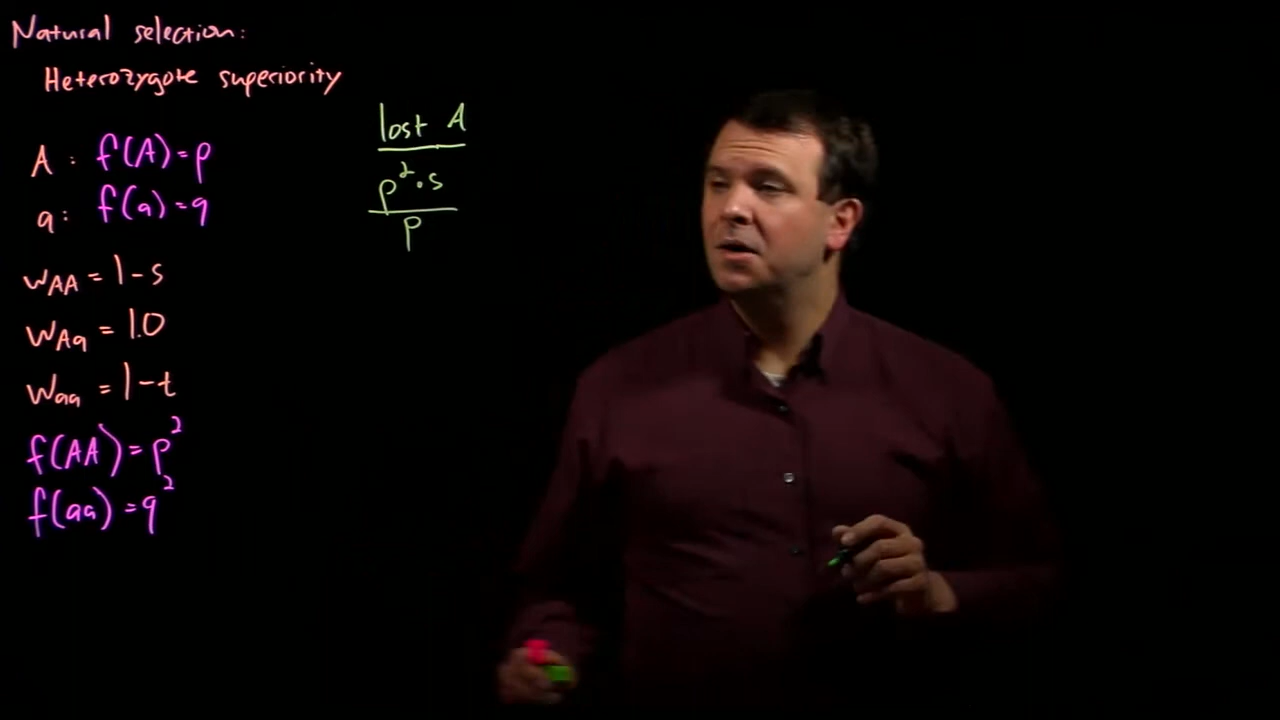 Natural selection:
Heterozygote superiority
A: f(A)=p
a: f(a)=q
wAA = 1-s
wAa = 1.0
waa = 1-t
f(AA)=p²
f(aa)=q²
lost A
p²·s
p